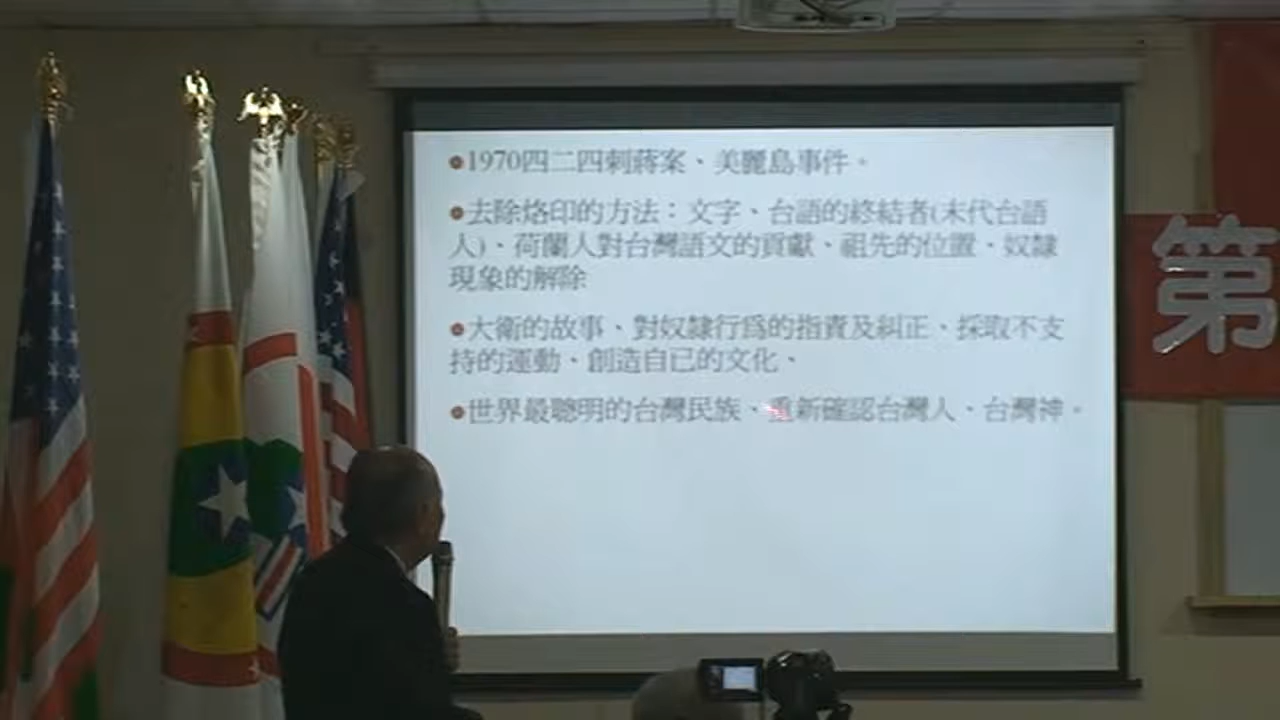 ●1970四二四刺蔣案、美麗島事件。
●去除烙印的方法：文字、台語的終結者(末代台語
人)、荷蘭人對台灣語文的貢獻、祖先的位置、奴隸
現象的解除
●大衛的故事、對奴隸行為的指責及糾正、採取不支
持的運動、創造自已的文化、
●世界最聰明的台灣民族、重新確認台灣人、台灣神。
第